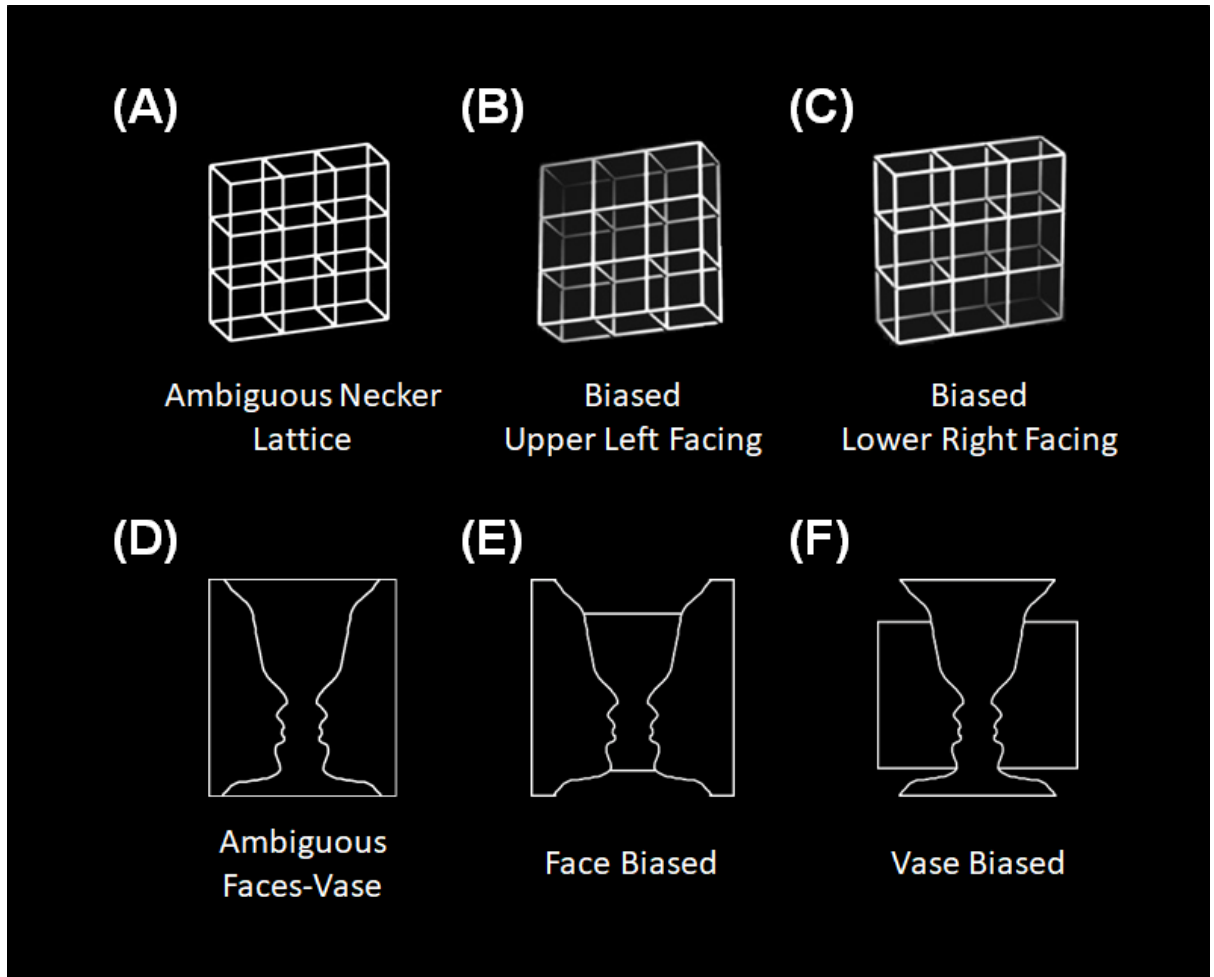 (A)
(B)
(C)
Ambiguous Necker
Lattice
Biased
Upper Left Facing
Biased
Lower Right Facing
(D)
(E)
(F)
Ambiguous
Faces-Vase
Face Biased
Vase Biased